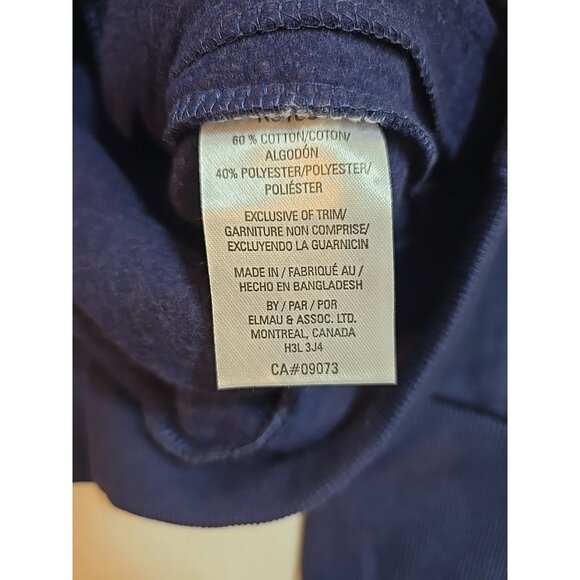 60 % COTTON/COTON/
ALGODÓN
40% POLYESTER/POLYESTER/
POLIÉSTER
EXCLUSIVE OF TRIM/
GARNITURE NON COMPRISE/
EXCLUYENDO LA GUARNICIN
MADE IN / FABRIQUÉ AU /
HECHO EN BANGLADESH
BY / PAR / POR
ELMAU & ASSOC. LTD.
MONTREAL, CANADA
H3L 3J4
CA#09073